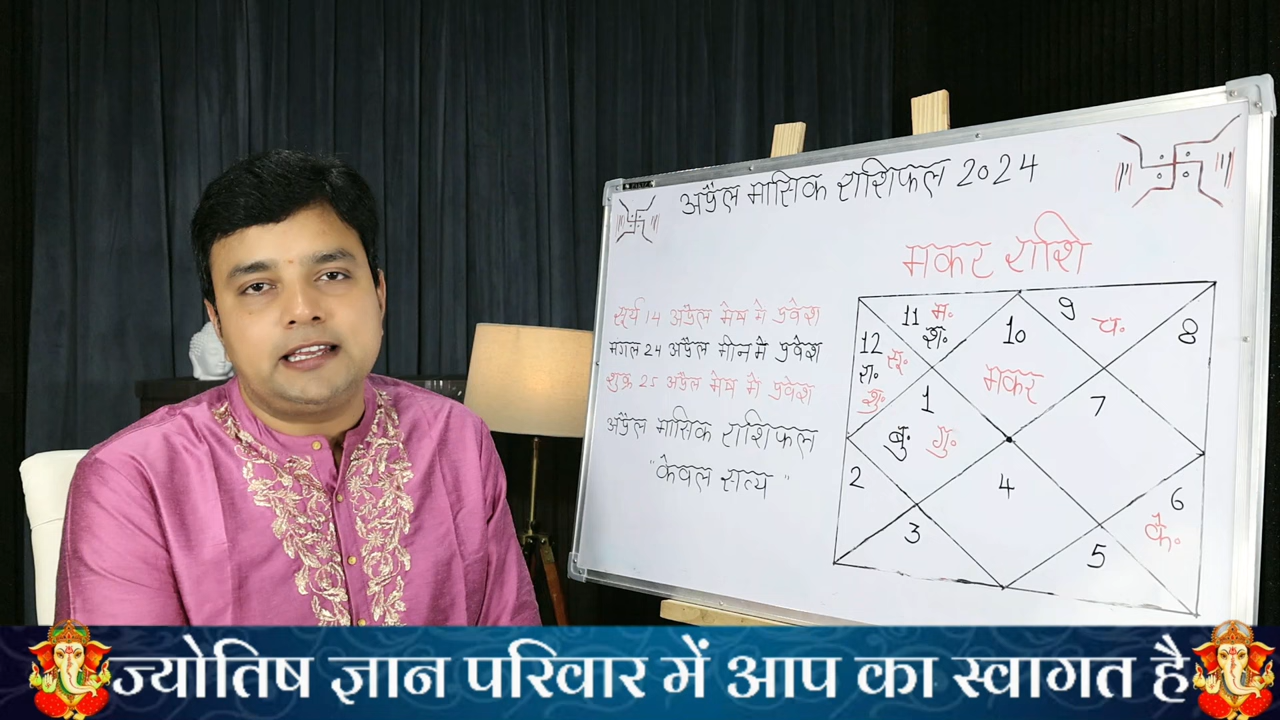 अप्रैल मासिक राशिफल 2024
मकर राशि
सूर्य 14 अप्रैल मेष मे प्रवेश
मंगल 24 अप्रैल मीन मे प्रवेश
शुक्र 25 अप्रैल मेष मे प्रवेश
अप्रैल मासिक राशिफल
"केवल सत्य"
11 म॰ श॰
10 मकर
9 च॰
8
12 सू॰ रा॰ शु॰
1 बु॰ गु॰
7
2
4
6 के॰
3
5
ज्योतिष ज्ञान परिवार में आप का स्वागत है